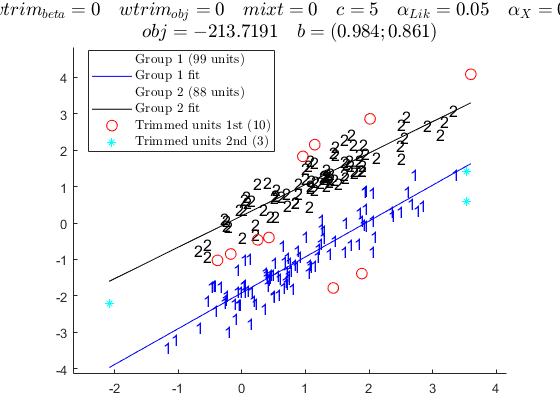 wtrim_beta = 0 wtrim_obj = 0 mixt = 0 c = 5 α_Lik = 0.05 α_X = 0
obj = −213.7191 b = (0.984; 0.861)
Group 1 (99 units)
Group 1 fit
Group 2 (88 units)
Group 2 fit
Trimmed units 1st (10)
Trimmed units 2nd (3)
4
3
2
1
0
-1
-2
-3
-4
-2 -1 0 1 2 3 4